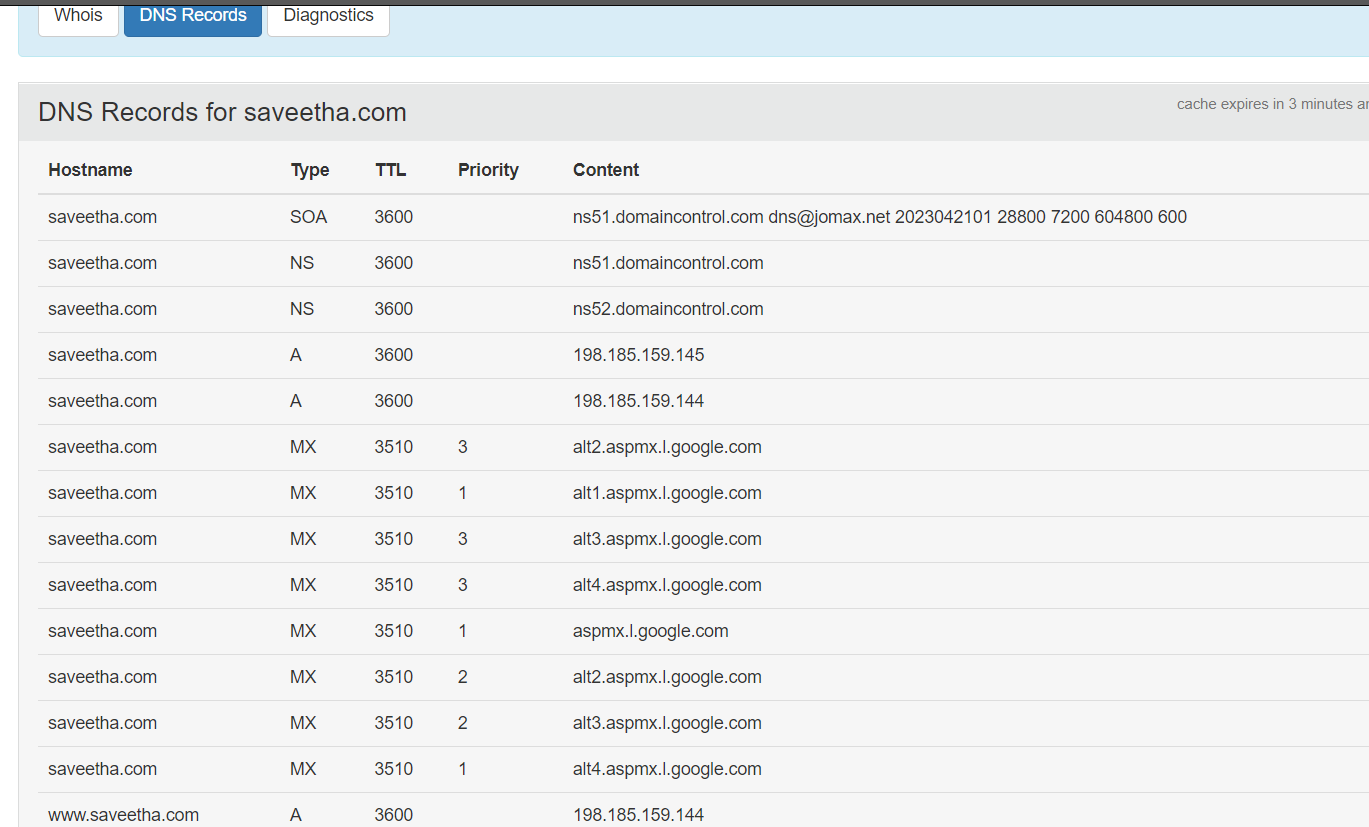 Whois DNS Records Diagnostics
DNS Records for saveetha.com
cache expires in 3 minutes
Hostname Type TTL Priority Content
saveetha.com SOA 3600 ns51.domaincontrol.com dns@jomax.net 2023042101 28800 7200 604800 600
saveetha.com NS 3600 ns51.domaincontrol.com
saveetha.com NS 3600 ns52.domaincontrol.com
saveetha.com A 3600 198.185.159.145
saveetha.com A 3600 198.185.159.144
saveetha.com MX 3510 3 alt2.aspmx.l.google.com
saveetha.com MX 3510 1 alt1.aspmx.l.google.com
saveetha.com MX 3510 3 alt3.aspmx.l.google.com
saveetha.com MX 3510 3 alt4.aspmx.l.google.com
saveetha.com MX 3510 1 aspmx.l.google.com
saveetha.com MX 3510 2 alt2.aspmx.l.google.com
saveetha.com MX 3510 2 alt3.aspmx.l.google.com
saveetha.com MX 3510 1 alt4.aspmx.l.google.com
www.saveetha.com A 3600 198.185.159.144